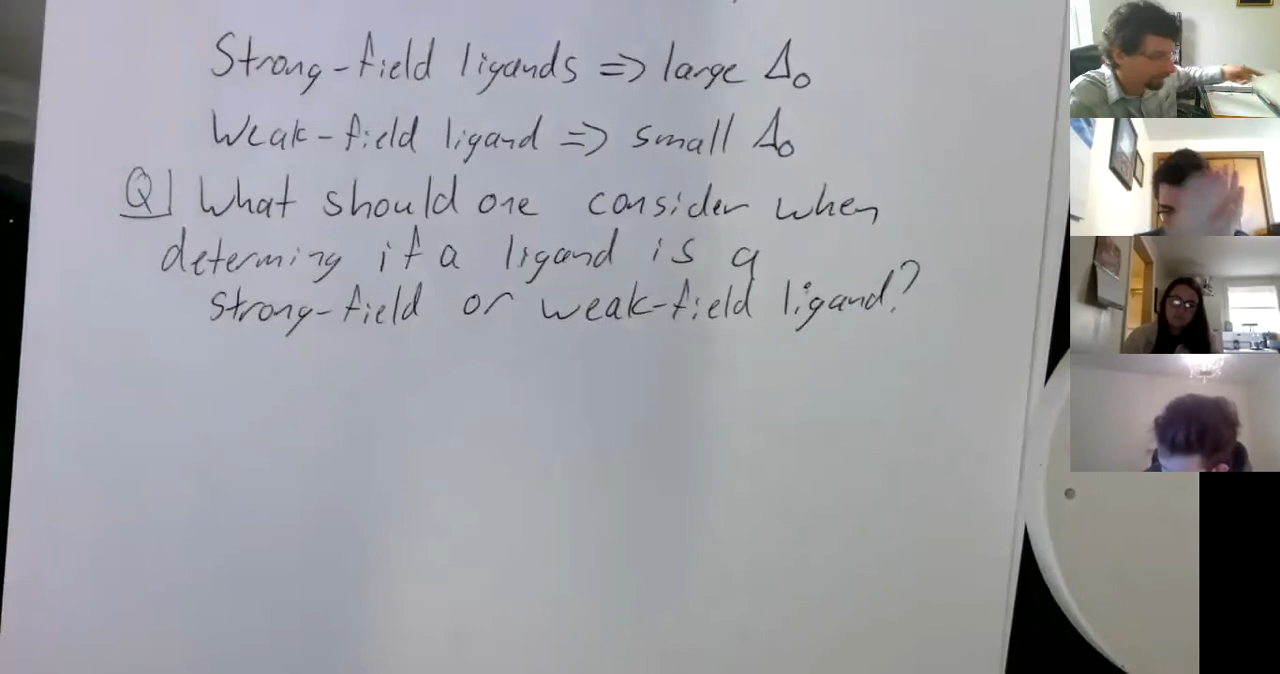 Strong-field ligands => large Δo
Weak-field ligand => small Δo
Q| What should one consider when
determing if a ligand is a
strong-field or weak-field ligand?